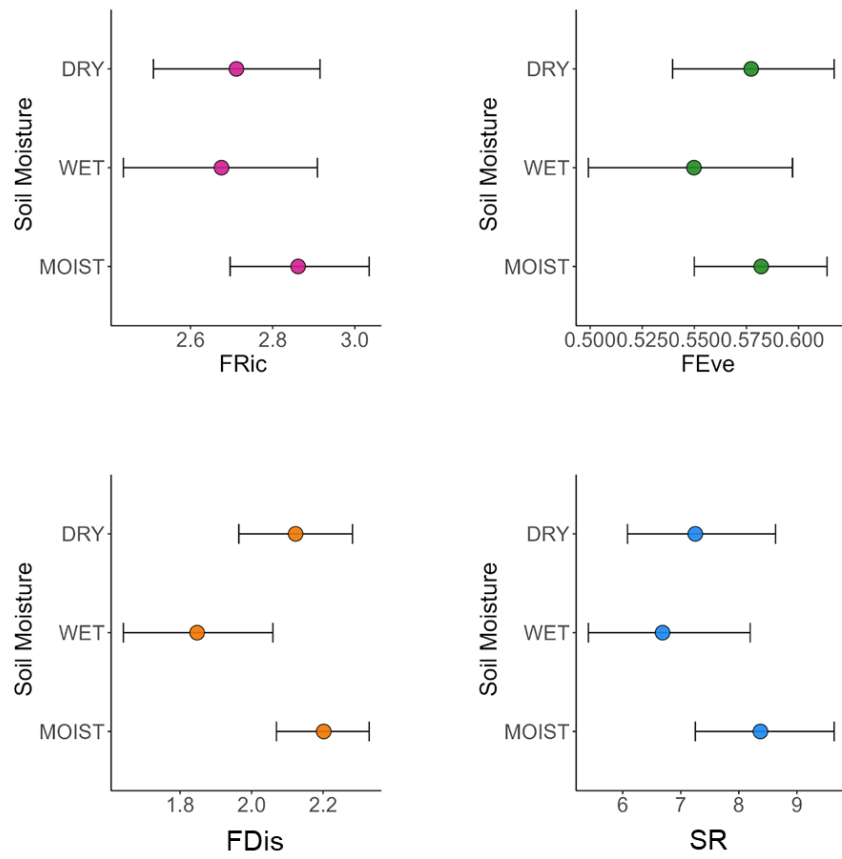 Soil Moisture
DRY
WET
MOIST
2.6 2.8 3.0
FRic
Soil Moisture
DRY
WET
MOIST
0.5000.5250.5500.5750.600
FEve
Soil Moisture
DRY
WET
MOIST
1.8 2.0 2.2
FDis
Soil Moisture
DRY
WET
MOIST
6 7 8 9
SR